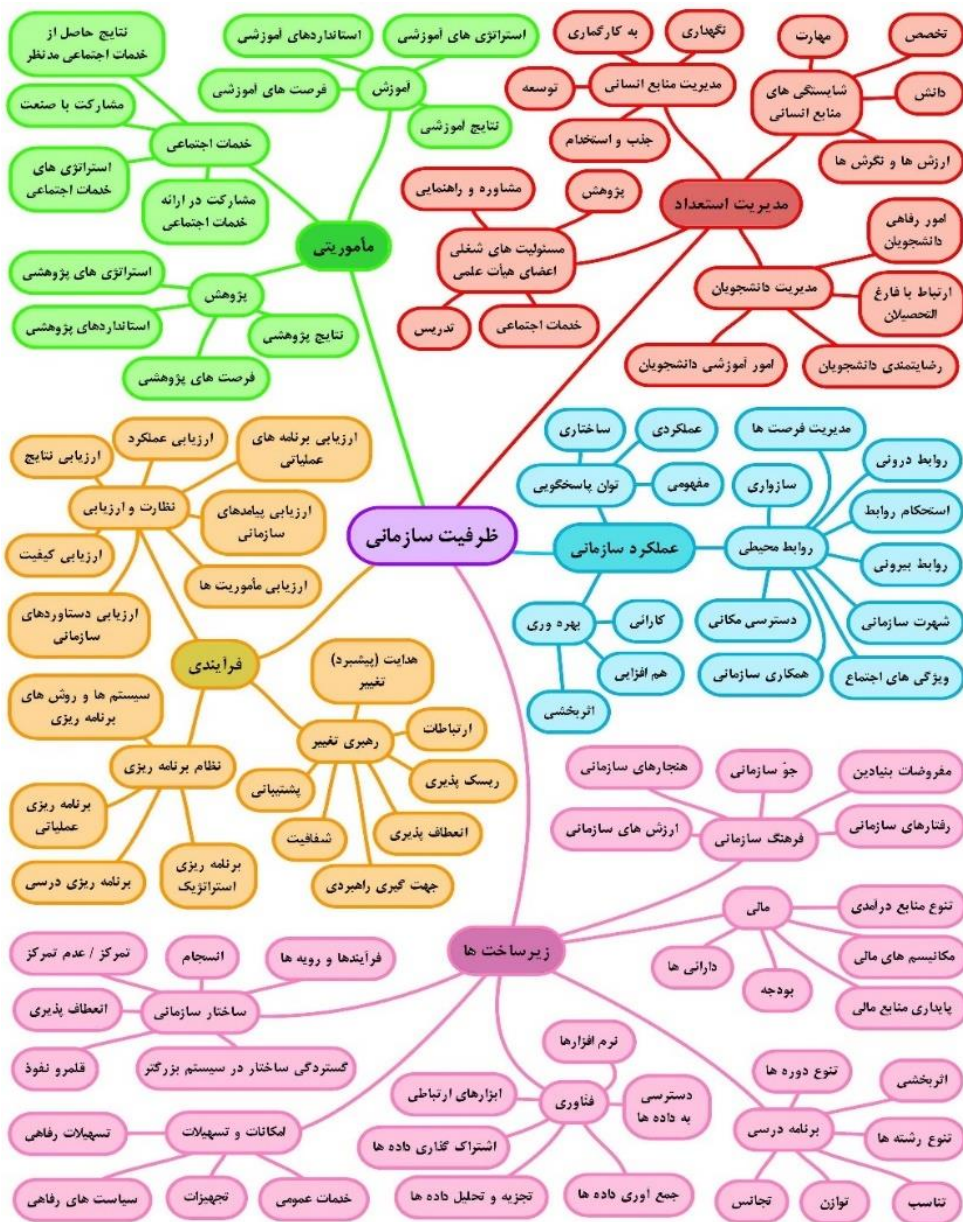 نتایج حاصل از
خدمات اجتماعی مدنظر
مشارکت با صنعت
استراتژی های
خدمات اجتماعی
مشارکت در ارائه
خدمات اجتماعی
خدمات اجتماعی
استانداردهای آموزشی
استراتژی های آموزشی
فرصت های آموزشی
آموزش
نتایج آموزشی
مأموریتی
استراتژی های پژوهشی
پژوهش
استانداردهای پژوهشی
نتایج پژوهشی
فرصت های پژوهشی
به کارگماری
نگهداری
توسعه
مدیریت منابع انسانی
جذب و استخدام
مهارت
تخصص
شایستگی های
منابع انسانی
دانش
ارزش ها و نگرش ها
مدیریت استعداد
مشاوره و راهنمایی
پژوهش
مسئولیت های شغلی
اعضای هیأت علمی
تدریس
خدمات اجتماعی
امور رفاهی
دانشجویان
مدیریت دانشجویان
ارتباط با فارغ
التحصیلان
امور آموزشی دانشجویان
رضایتمندی دانشجویان
ظرفیت سازمانی
ارزیابی نتایج
ارزیابی عملکرد
ارزیابی برنامه های
عملیاتی
نظارت و ارزیابی
ارزیابی پیامدهای
سازمانی
ارزیابی کیفیت
ارزیابی مأموریت ها
ارزیابی دستاوردهای
سازمانی
فرآیندی
سیستم ها و روش های
برنامه ریزی
نظام برنامه ریزی
برنامه ریزی
عملیاتی
برنامه ریزی درسی
برنامه ریزی
استراتژیک
هدایت (پیشبرد)
تغییر
رهبری تغییر
ارتباطات
ریسک پذیری
پشتیبانی
شفافیت
انعطاف پذیری
جهت گیری راهبردی
ساختاری
عملکردی
توان پاسخگویی
مفهومی
عملکرد سازمانی
بهره وری
کارائی
هم افزایی
اثربخشی
مدیریت فرصت ها
روابط درونی
سازواری
استحکام روابط
روابط محیطی
روابط بیرونی
دسترسی مکانی
شهرت سازمانی
همکاری سازمانی
ویژگی های اجتماع
زیرساخت ها
هنجارهای سازمانی
جوّ سازمانی
مفروضات بنیادین
ارزش های سازمانی
فرهنگ سازمانی
رفتارهای سازمانی
مالی
تنوع منابع درآمدی
دارائی ها
مکانیسم های مالی
بودجه
پایداری منابع مالی
تمرکز / عدم تمرکز
انسجام
فرآیندها و رویه ها
انعطاف پذیری
ساختار سازمانی
قلمرو نفوذ
گستردگی ساختار در سیستم بزرگتر
امکانات و تسهیلات
تسهیلات رفاهی
سیاست های رفاهی
تجهیزات
خدمات عمومی
نرم افزارها
ابزارهای ارتباطی
فنّاوری
دسترسی
به داده ها
اشتراک گذاری داده ها
تجزیه و تحلیل داده ها
جمع آوری داده ها
تنوع دوره ها
اثربخشی
برنامه درسی
تنوع رشته ها
تجانس
توازن
تناسب